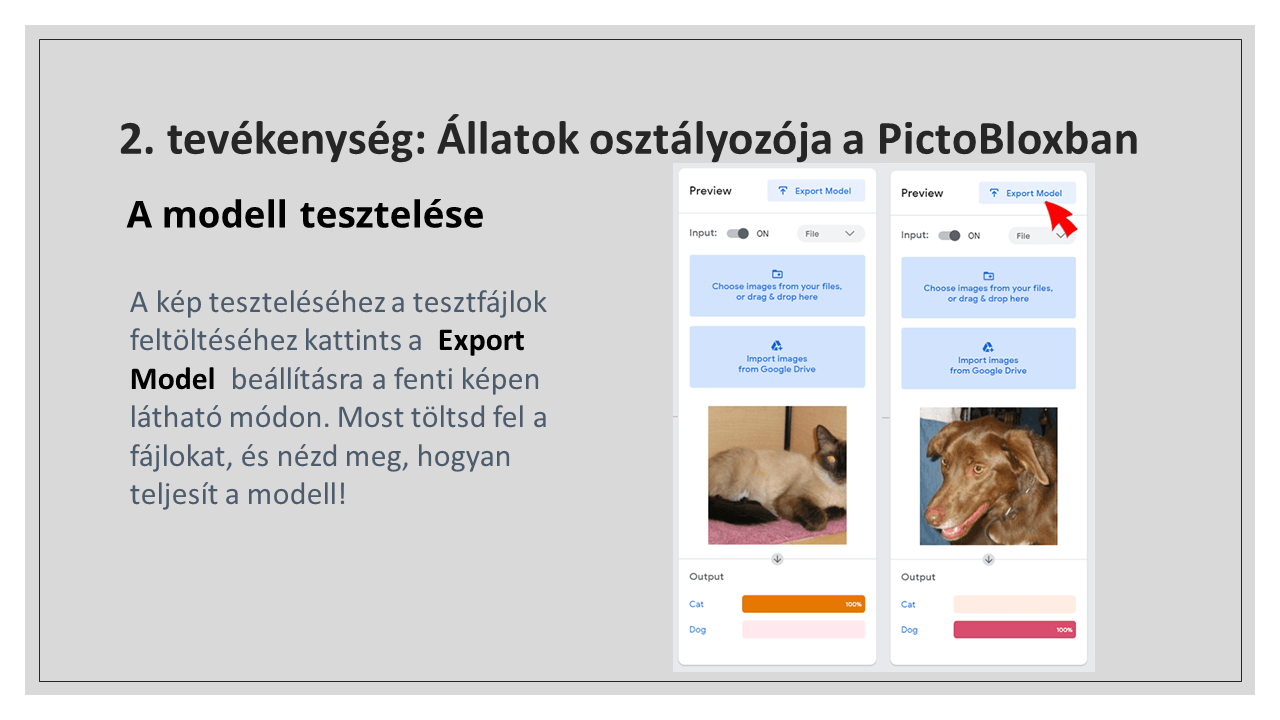 2. tevékenység: Állatok osztályozója a PictoBloxban
A modell tesztelése
A kép teszteléséhez a tesztfájlok
feltöltéséhez kattints a Export
Model beállításra a fenti képen
látható módon. Most töltsd fel a
fájlokat, és nézd meg, hogyan
teljesít a modell!
Preview Export Model
Input: ON File
Choose images from your files,
or drag & drop here
Import images
from Google Drive
Output
Cat 100%
Dog
Preview Export Model
Input: ON File
Choose images from your files,
or drag & drop here
Import images
from Google Drive
Output
Cat
Dog 100%